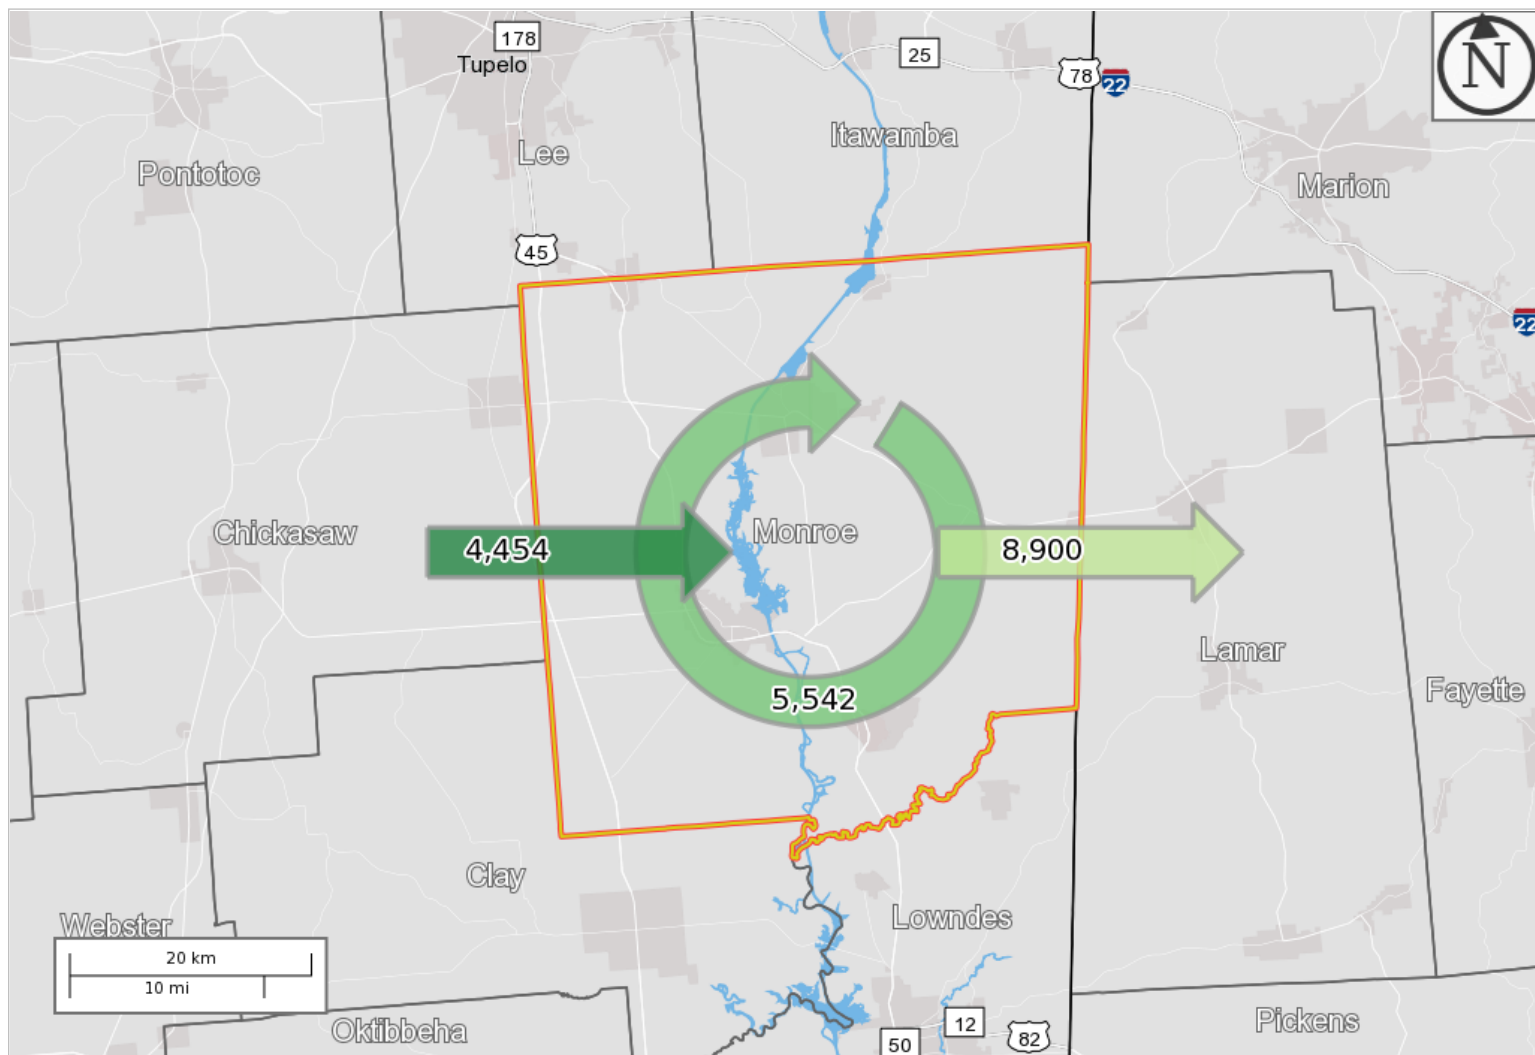 178
Tupelo
25
78
22
N
Itawamba
Lee
Pontotoc
Marion
45
22
Chickasaw
Monroe
4,454
8,900
Lamar
Fayette
5,542
Clay
Webster
Lowndes
20 km
10 mi
Oktibbeha
50
12
82
Pickens